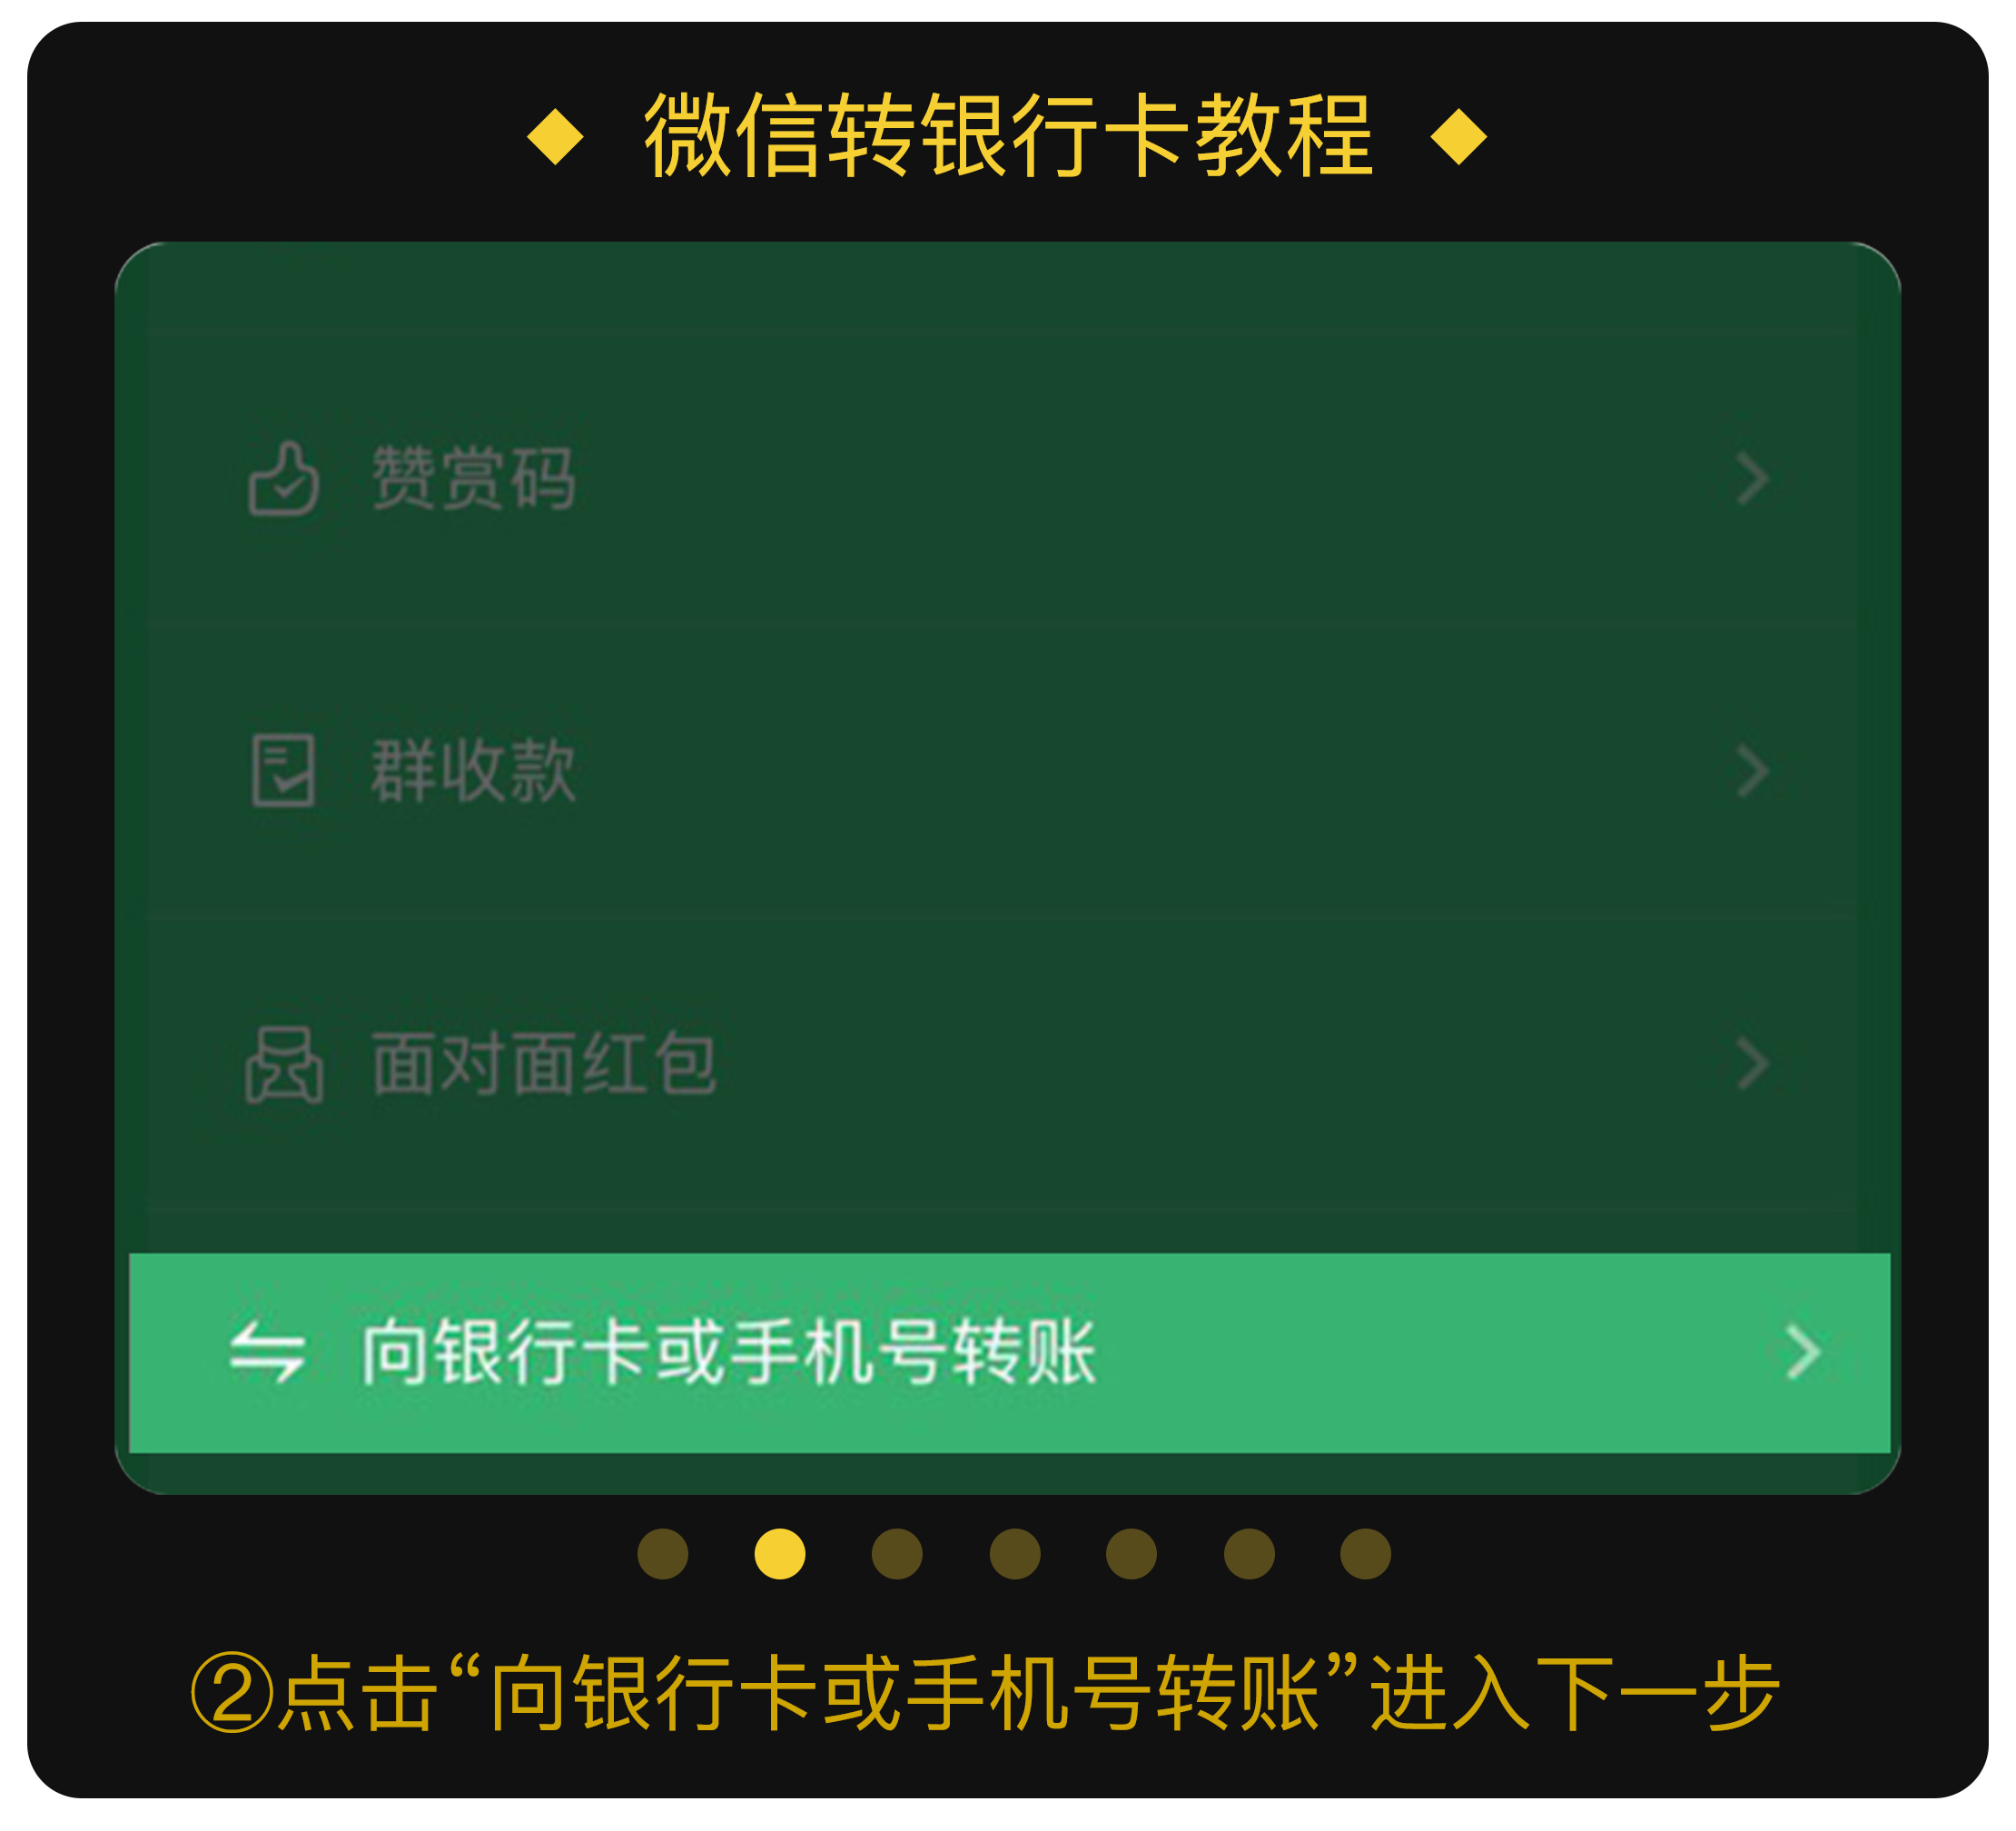 微信转银行卡教程
赞赏码
群收款
面对面红包
向银行卡或手机号转账
②点击“向银行卡或手机号转账”进入下一步